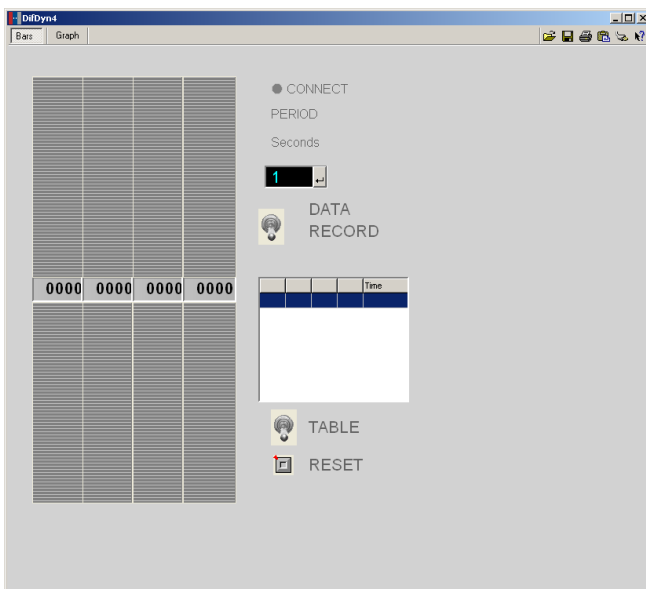 DifDyn4
Bars Graph
CONNECT
PERIOD
Seconds
1
DATA
RECORD
0000 0000 0000 0000
Time
TABLE
RESET